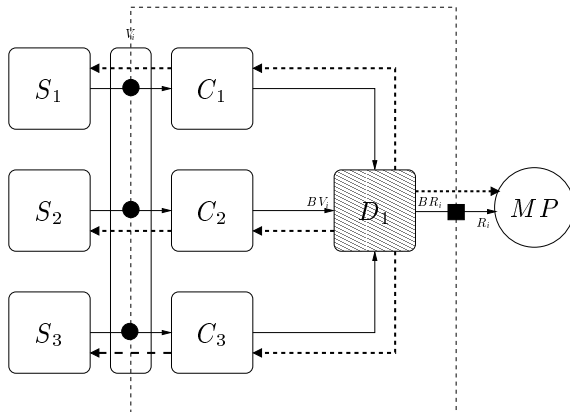 V_i
S_1
C_1
S_2
C_2
BV_i
D_1
BR_i
R_i
MP
S_3
C_3